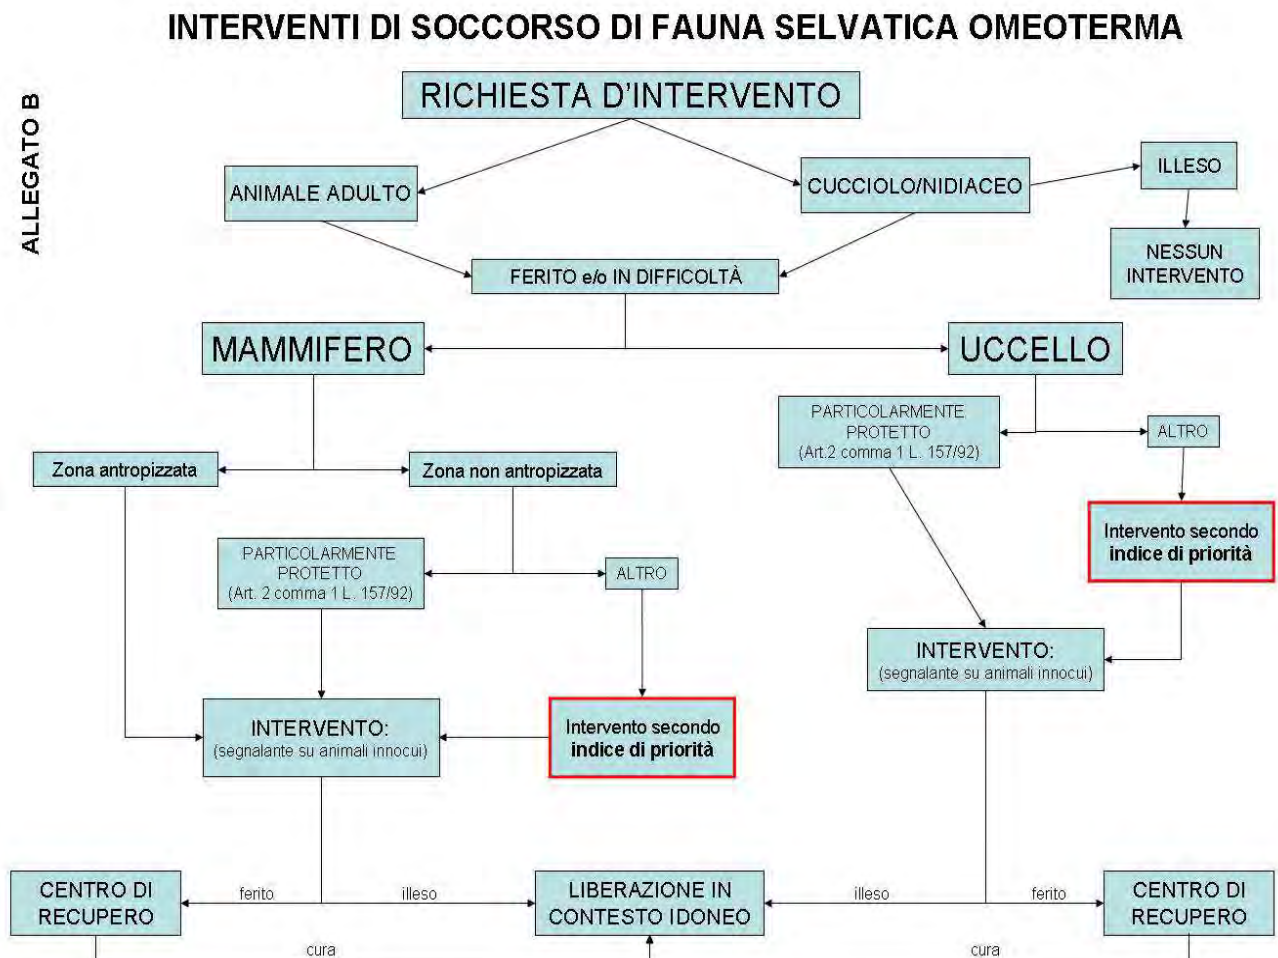 INTERVENTI DI SOCCORSO DI FAUNA SELVATICA OMEOTERMA
ALLEGATO B
RICHIESTA D'INTERVENTO
ANIMALE ADULTO
CUCCIOLO/NIDIACEO
ILLESO
NESSUN
INTERVENTO
FERITO e/o IN DIFFICOLTÀ
MAMMIFERO
UCCELLO
PARTICOLARMENTE
PROTETTO
(Art.2 comma 1 L. 157/92)
ALTRO
Zona antropizzata
Zona non antropizzata
Intervento secondo
indice di priorità
PARTICOLARMENTE
PROTETTO
(Art. 2 comma 1 L. 157/92)
ALTRO
INTERVENTO:
(segnalante su animali innocui)
INTERVENTO:
(segnalante su animali innocui)
Intervento secondo
indice di priorità
CENTRO DI
RECUPERO
ferito
illeso
LIBERAZIONE IN
CONTESTO IDONEO
illeso
ferito
CENTRO DI
RECUPERO
cura
cura